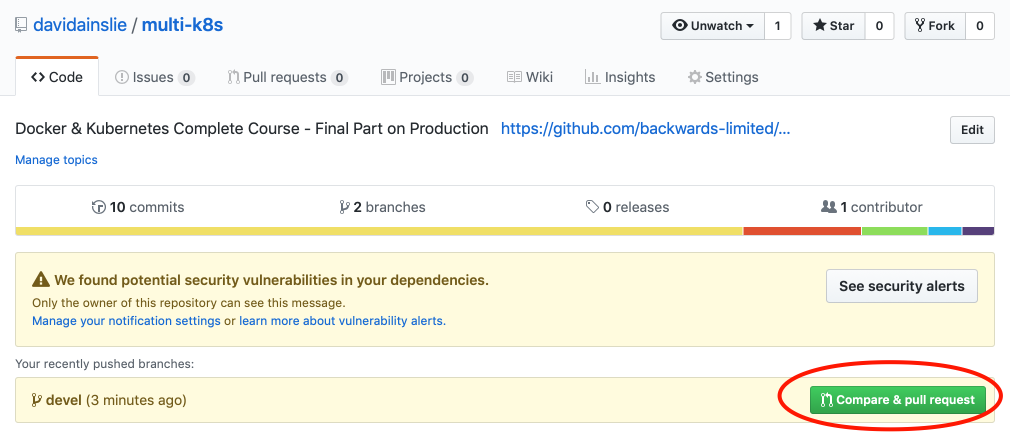 davidainslie / multi-k8s Unwatch 1 Star 0 Fork 0
Code Issues 0 Pull requests 0 Projects 0 Wiki Insights Settings
Docker & Kubernetes Complete Course - Final Part on Production https://github.com/backwards-limited/... Edit
Manage topics
10 commits 2 branches 0 releases 1 contributor
We found potential security vulnerabilities in your dependencies. See security alerts
Only the owner of this repository can see this message.
Manage your notification settings or learn more about vulnerability alerts.
Your recently pushed branches:
devel (3 minutes ago) Compare & pull request